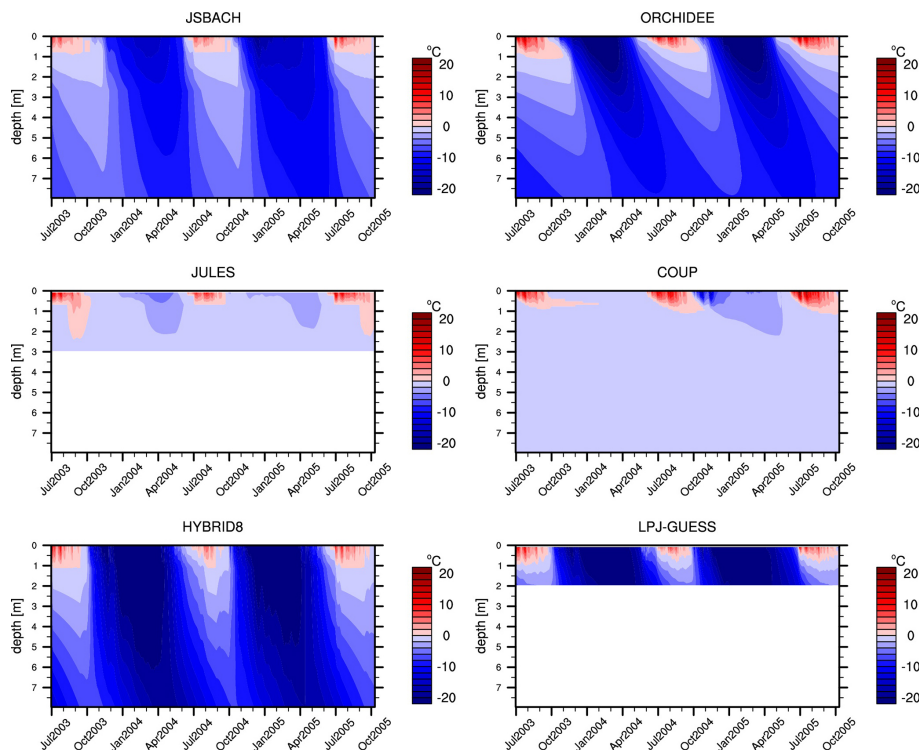 JSBACH
ORCHIDEE
0
1
2
3
4
5
6
7
depth [m]
Jul2003
Oct2003
Jan2004
Apr2004
Jul2004
Oct2004
Jan2005
Apr2005
Jul2005
Oct2005
°C
20
10
0
-10
-20
0
1
2
3
4
5
6
7
depth [m]
Jul2003
Oct2003
Jan2004
Apr2004
Jul2004
Oct2004
Jan2005
Apr2005
Jul2005
Oct2005
°C
20
10
0
-10
-20
JULES
COUP
0
1
2
3
4
5
6
7
depth [m]
Jul2003
Oct2003
Jan2004
Apr2004
Jul2004
Oct2004
Jan2005
Apr2005
Jul2005
Oct2005
°C
20
10
0
-10
-20
0
1
2
3
4
5
6
7
depth [m]
Jul2003
Oct2003
Jan2004
Apr2004
Jul2004
Oct2004
Jan2005
Apr2005
Jul2005
Oct2005
°C
20
10
0
-10
-20
HYBRID8
LPJ-GUESS
0
1
2
3
4
5
6
7
depth [m]
Jul2003
Oct2003
Jan2004
Apr2004
Jul2004
Oct2004
Jan2005
Apr2005
Jul2005
Oct2005
°C
20
10
0
-10
-20
0
1
2
3
4
5
6
7
depth [m]
Jul2003
Oct2003
Jan2004
Apr2004
Jul2004
Oct2004
Jan2005
Apr2005
Jul2005
Oct2005
°C
20
10
0
-10
-20